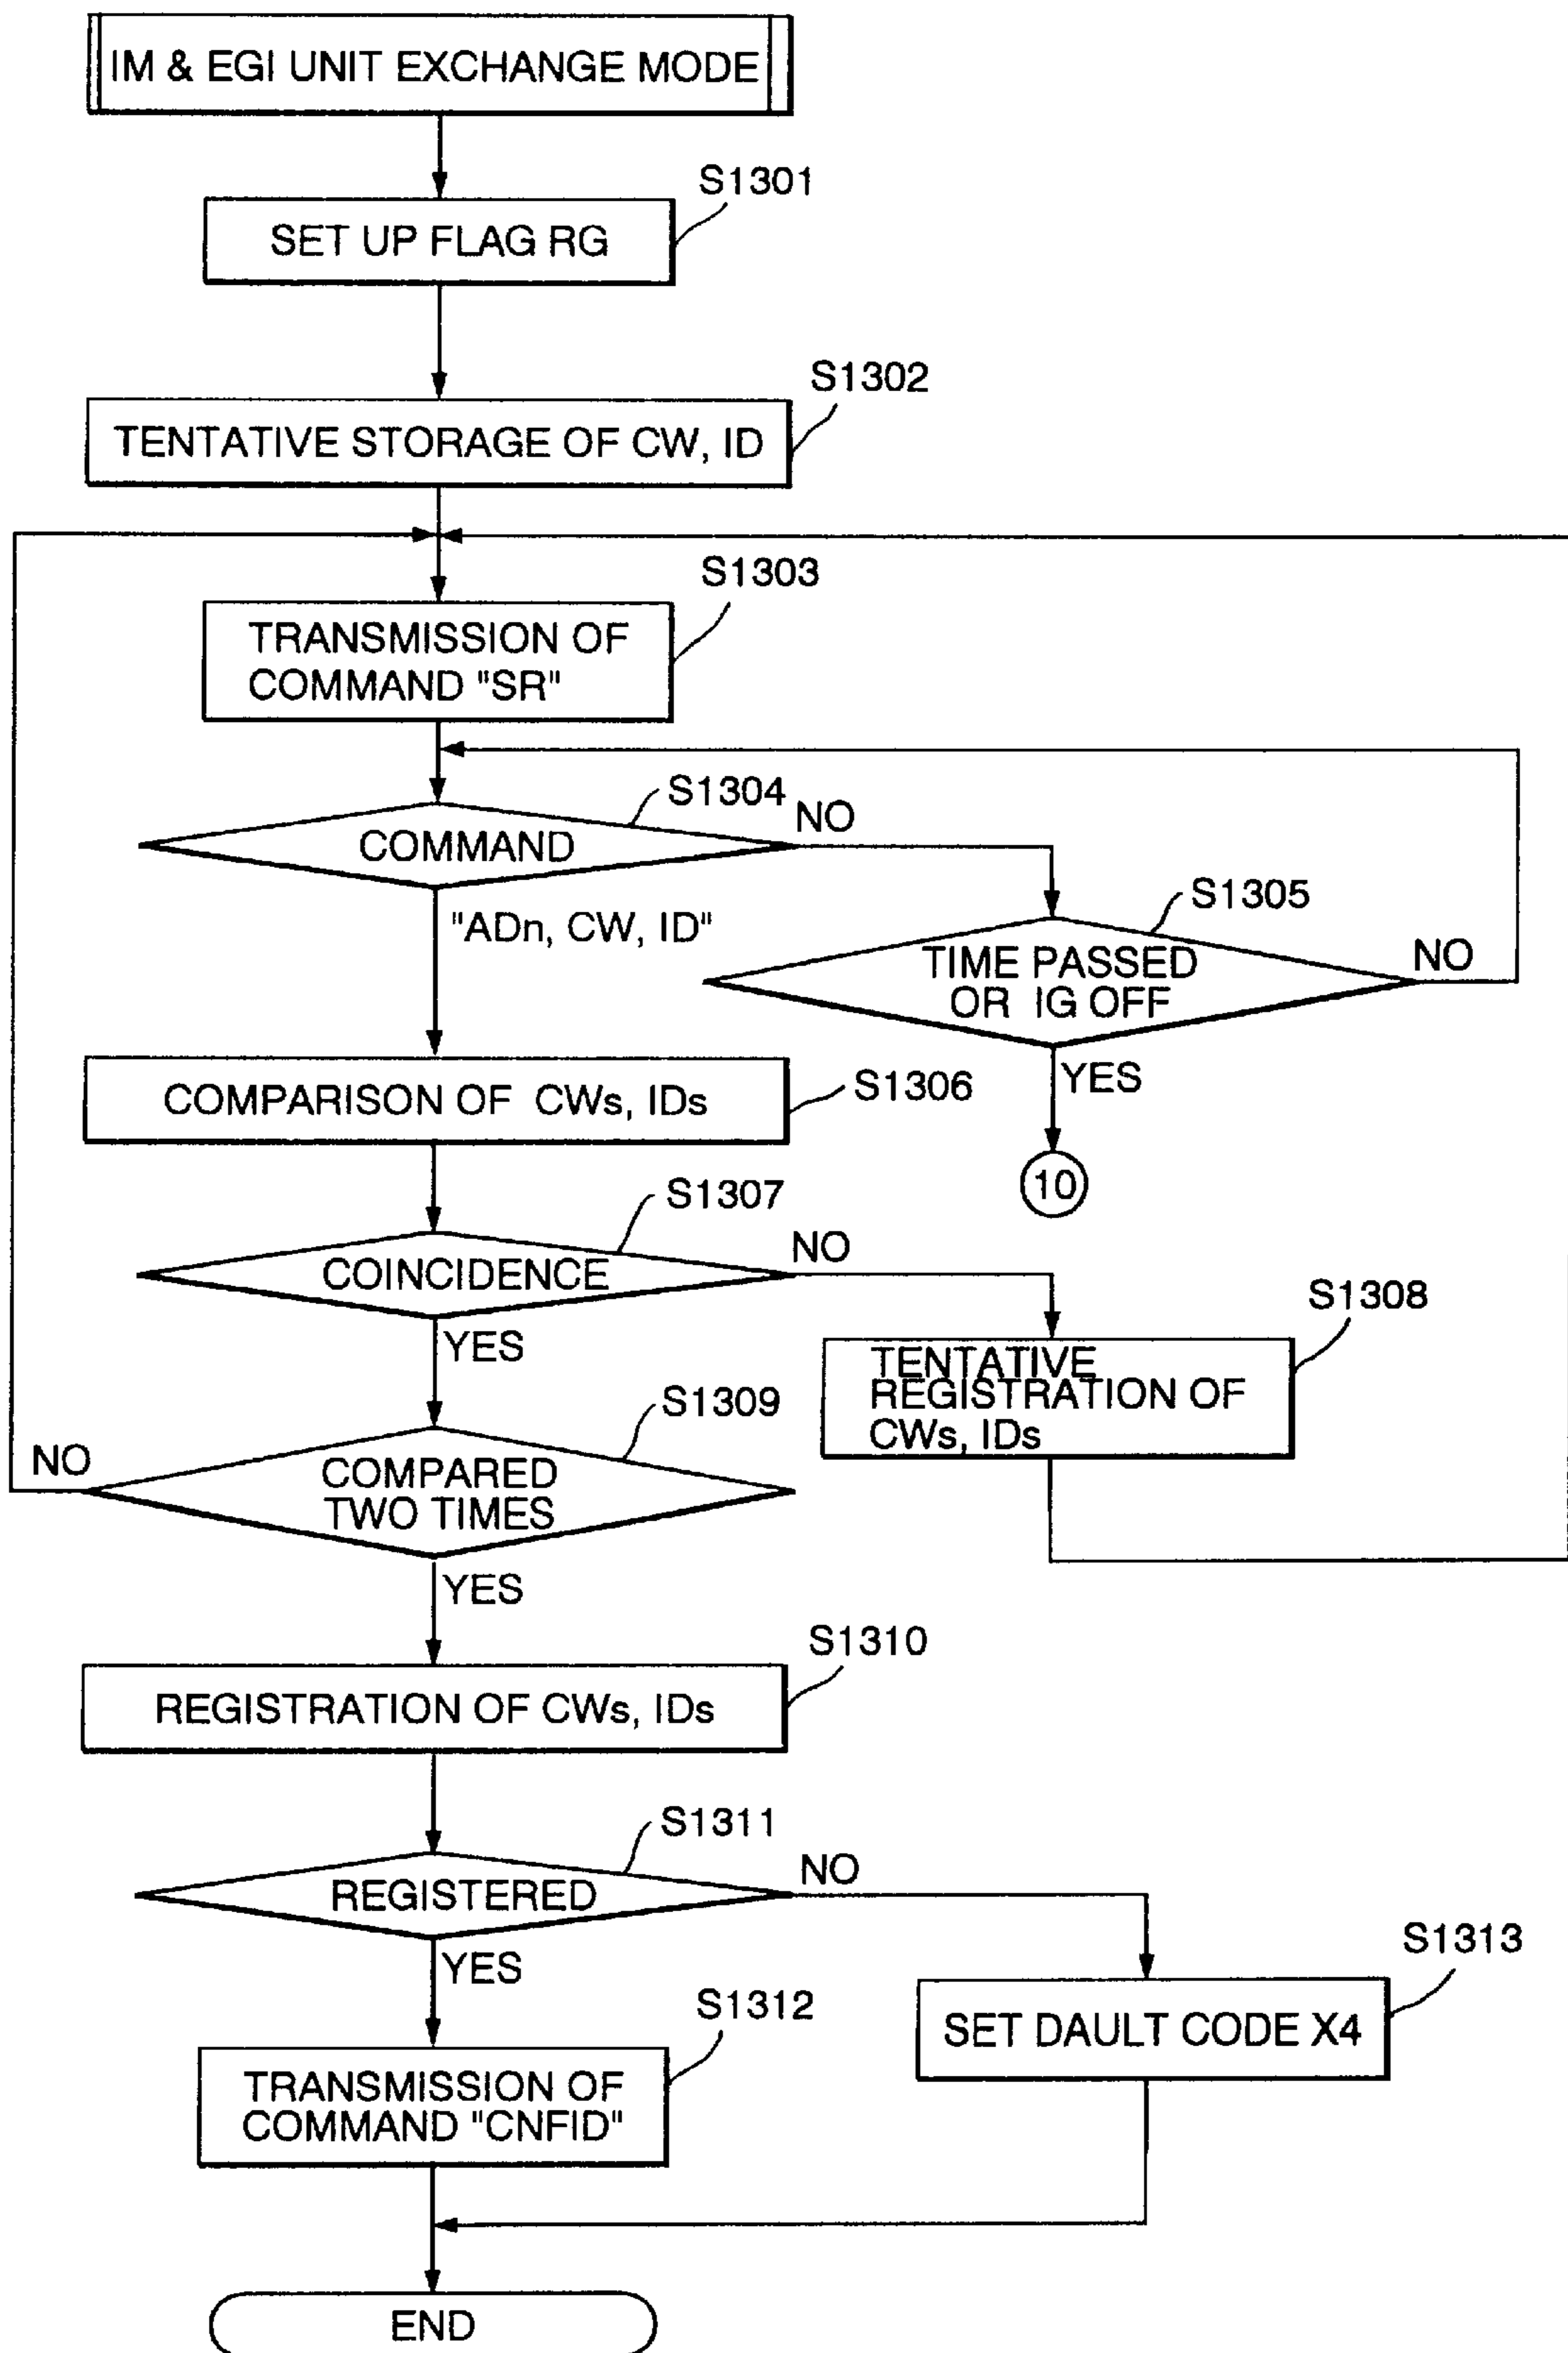 IM & EGI UNIT EXCHANGE MODE
S1301
SET UP FLAG RG
S1302
TENTATIVE STORAGE OF CW, ID
S1303
TRANSMISSION OF
COMMAND "SR"
S1304
COMMAND
NO
"ADn, CW, ID"
S1305
TIME PASSED
OR IG OFF
NO
YES
10
COMPARISON OF CWs, IDs
S1306
S1307
COINCIDENCE
NO
YES
S1308
TENTATIVE
REGISTRATION OF
CWs, IDs
S1309
NO
COMPARED
TWO TIMES
YES
S1310
REGISTRATION OF CWs, IDs
S1311
REGISTERED
NO
YES
S1313
SET DAULT CODE X4
S1312
TRANSMISSION OF
COMMAND "CNFID"
END